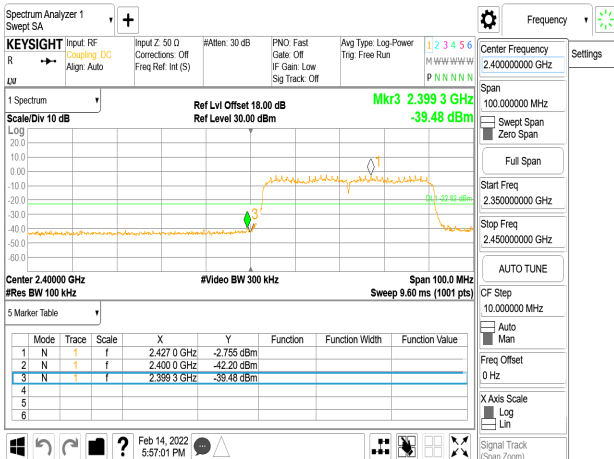 Spectrum Analyzer 1
Swept SA
Frequency
KEYSIGHT
R
Input: RF
Coupling: DC
Align: Auto
Input Z: 50 Ω
Corrections: Off
Freq Ref: Int (S)
#Atten: 30 dB
PNO: Fast
Gate: Off
IF Gain: Low
Sig Track: Off
Avg Type: Log-Power
Trig: Free Run
1 2 3 4 5 6
M W W W W W
P N N N N N
LXI
1 Spectrum
Scale/Div 10 dB
Ref Lvl Offset 18.00 dB
Ref Level 30.00 dBm
Mkr3 2.399 3 GHz
-39.48 dBm
Log
20.0
10.0
0.00
-10.0
-20.0
-30.0
-40.0
-50.0
-60.0
1
3
Center 2.40000 GHz
#Res BW 100 kHz
#Video BW 300 kHz
Span 100.0 MHz
Sweep 9.60 ms (1001 pts)
5 Marker Table
Mode Trace Scale X Y Function Function Width Function Value
1 N 1 f 2.427 0 GHz -2.755 dBm
2 N 1 f 2.400 0 GHz -42.20 dBm
3 N 1 f 2.399 3 GHz -39.48 dBm
4
5
6
Feb 14, 2022
5:57:01 PM
Center Frequency
2.400000000 GHz
Settings
Span
100.000000 MHz
Swept Span
Zero Span
Full Span
Start Freq
2.350000000 GHz
Stop Freq
2.450000000 GHz
AUTO TUNE
CF Step
10.000000 MHz
Auto
Man
Freq Offset
0 Hz
X Axis Scale
Log
Lin
Signal Track
(Span Zoom)